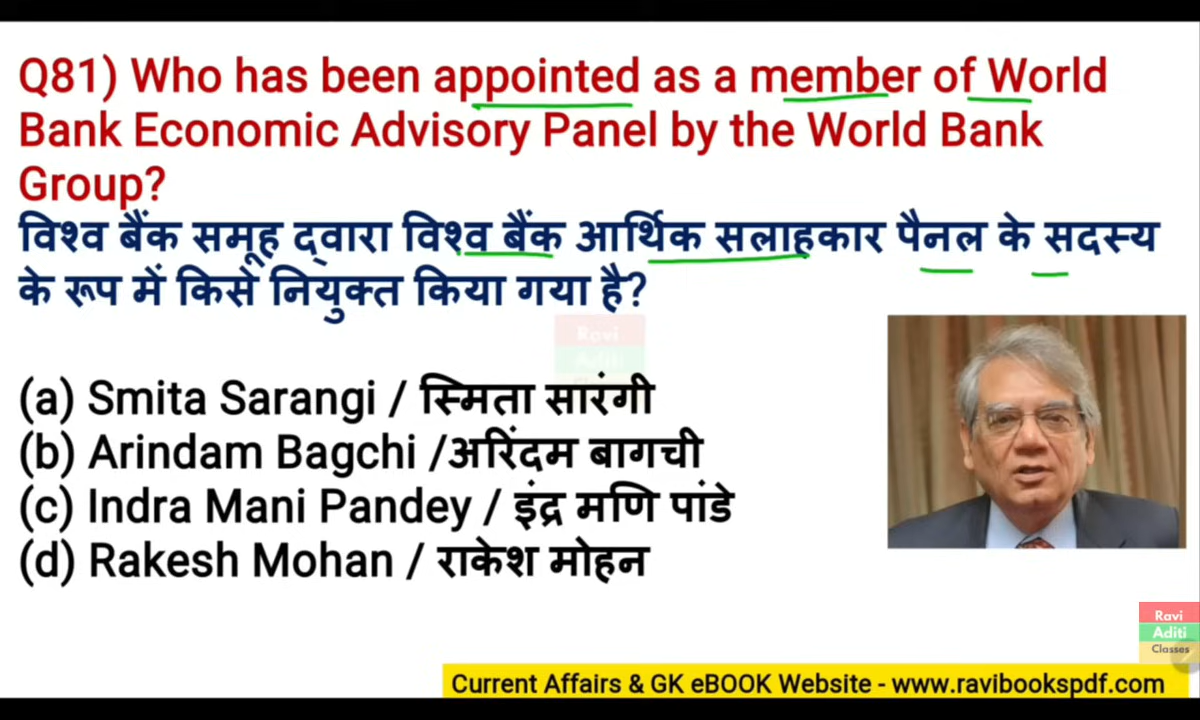 Q81) Who has been appointed as a member of World
Bank Economic Advisory Panel by the World Bank
Group?
विश्व बैंक समूह द्वारा विश्व बैंक आर्थिक सलाहकार पैनल के सदस्य
के रूप में किसे नियुक्त किया गया है?
Ravi
Aditi
(a) Smita Sarangi / स्मिता सारंगी
(b) Arindam Bagchi /अरिंदम बागची
(c) Indra Mani Pandey / इंद्र मणि पांडे
(d) Rakesh Mohan / राकेश मोहन
Ravi
Aditi
Classes
Current Affairs & GK eBOOK Website - www.ravibookspdf.com